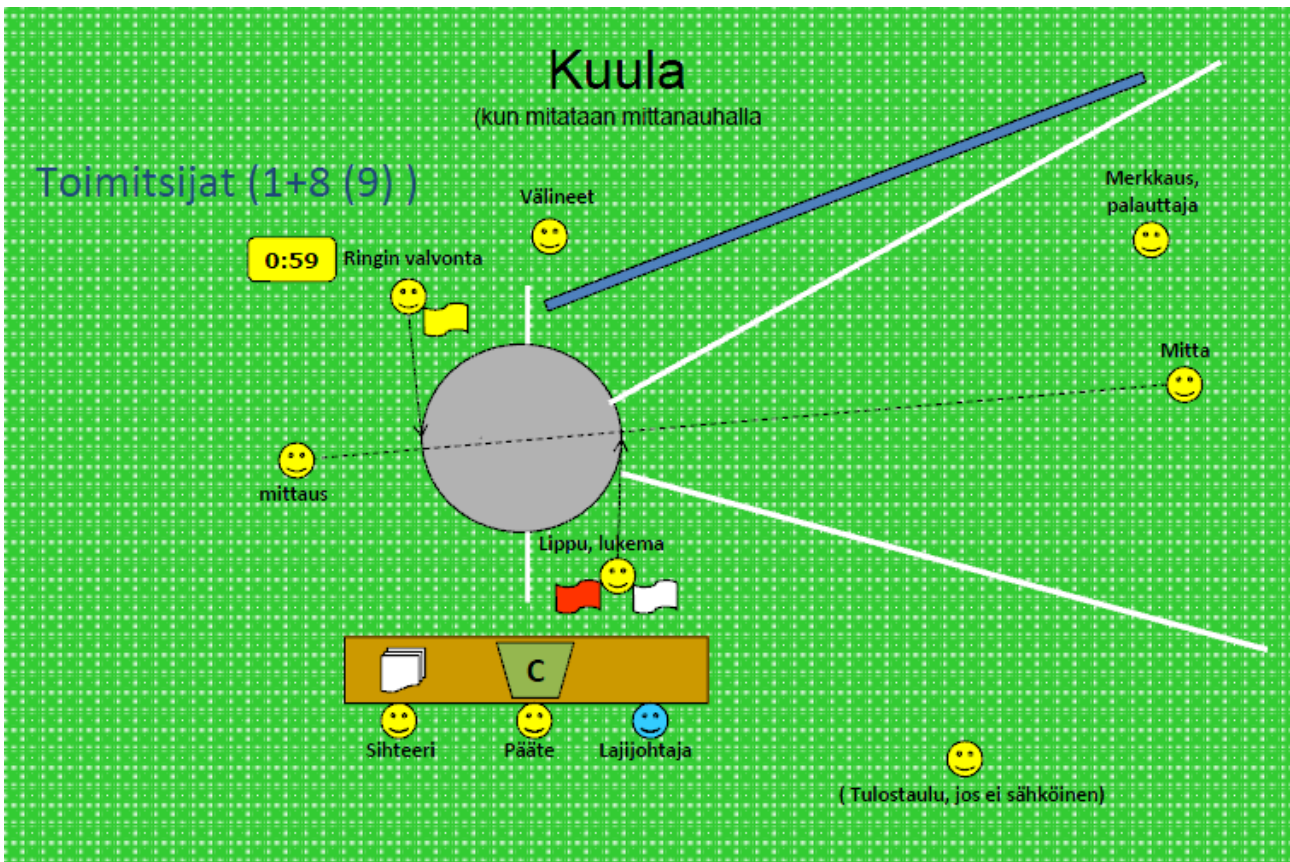 Kuula
(kun mitataan mittanauhalla
Toimitsijat (1+8 (9) )
Välineet
Merkkaus,
palauttaja
0:59
Ringin valvonta
Mitta
mittaus
Lippu, lukema
C
Sihteeri
Pääte
Lajijohtaja
( Tulostaulu, jos ei sähköinen)